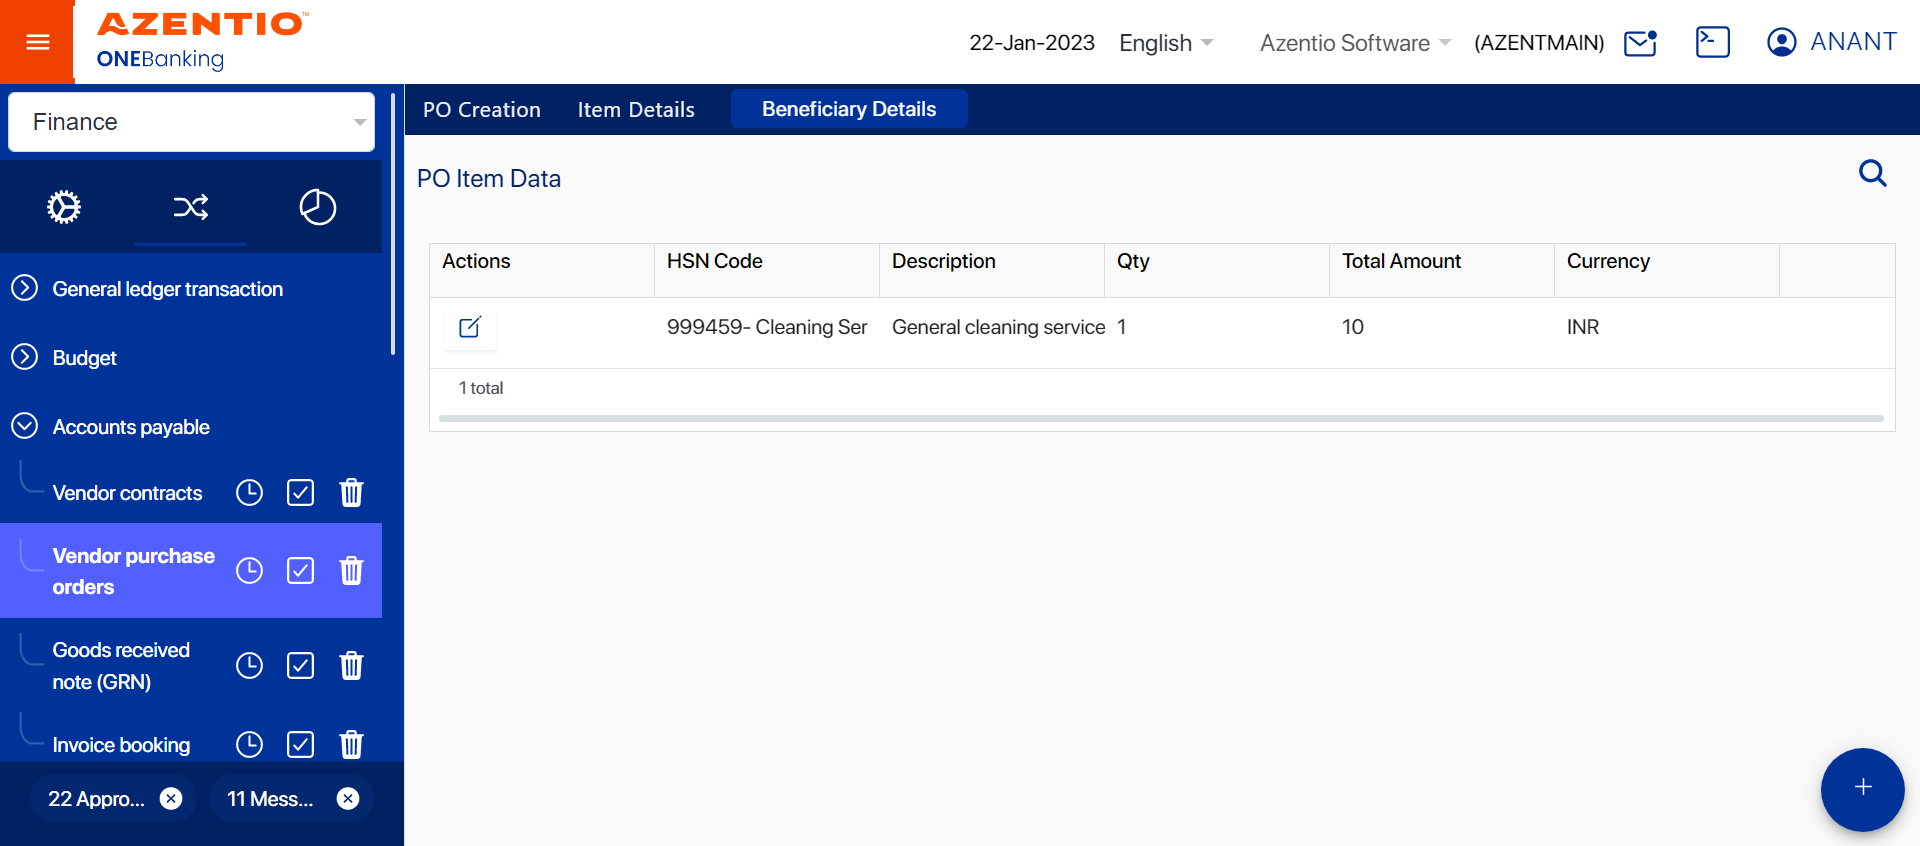 AZENTIO™
ONEBanking
22-Jan-2023 English Azentio Software (AZENTMAIN) ANANT
Finance
PO Creation Item Details Beneficiary Details
PO Item Data
Actions HSN Code Description Qty Total Amount Currency
999459- Cleaning Ser General cleaning service 1 10 INR
1 total
General ledger transaction
Budget
Accounts payable
Vendor contracts
Vendor purchase
orders
Goods received
note (GRN)
Invoice booking
22 Appro... 11 Mess...